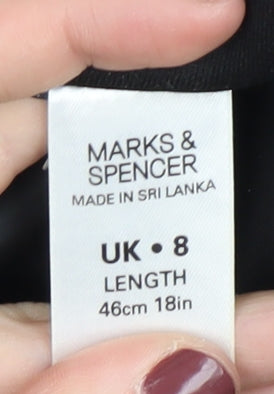 MARKS &
SPENCER
MADE IN SRI LANKA
UK • 8
LENGTH
46cm 18in